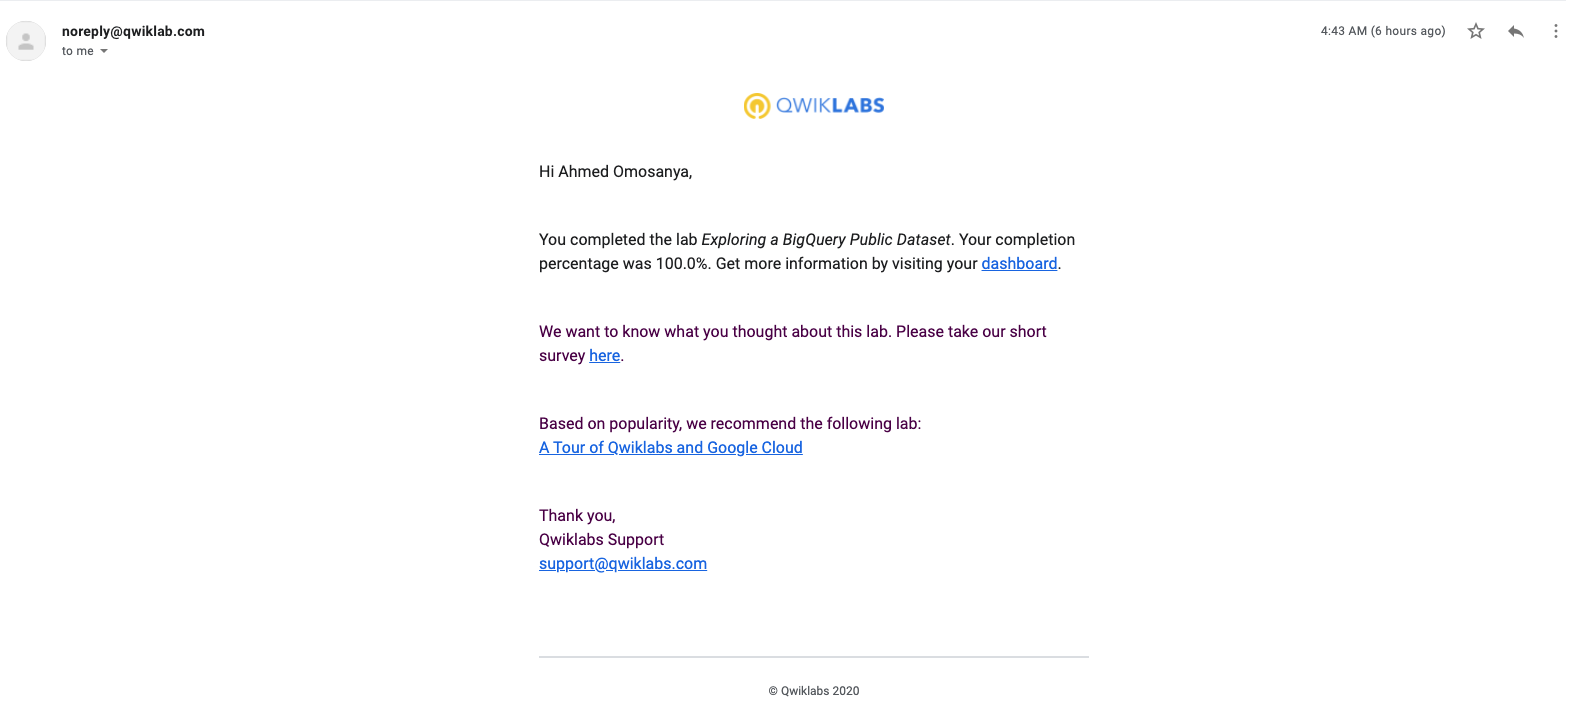 noreply@qwiklab.com
4:43 AM (6 hours ago)
to me
QWIKLABS
Hi Ahmed Omosanya,
You completed the lab Exploring a BigQuery Public Dataset. Your completion
percentage was 100.0%. Get more information by visiting your dashboard.
We want to know what you thought about this lab. Please take our short
survey here.
Based on popularity, we recommend the following lab:
A Tour of Qwiklabs and Google Cloud
Thank you,
Qwiklabs Support
support@qwiklabs.com
© Qwiklabs 2020